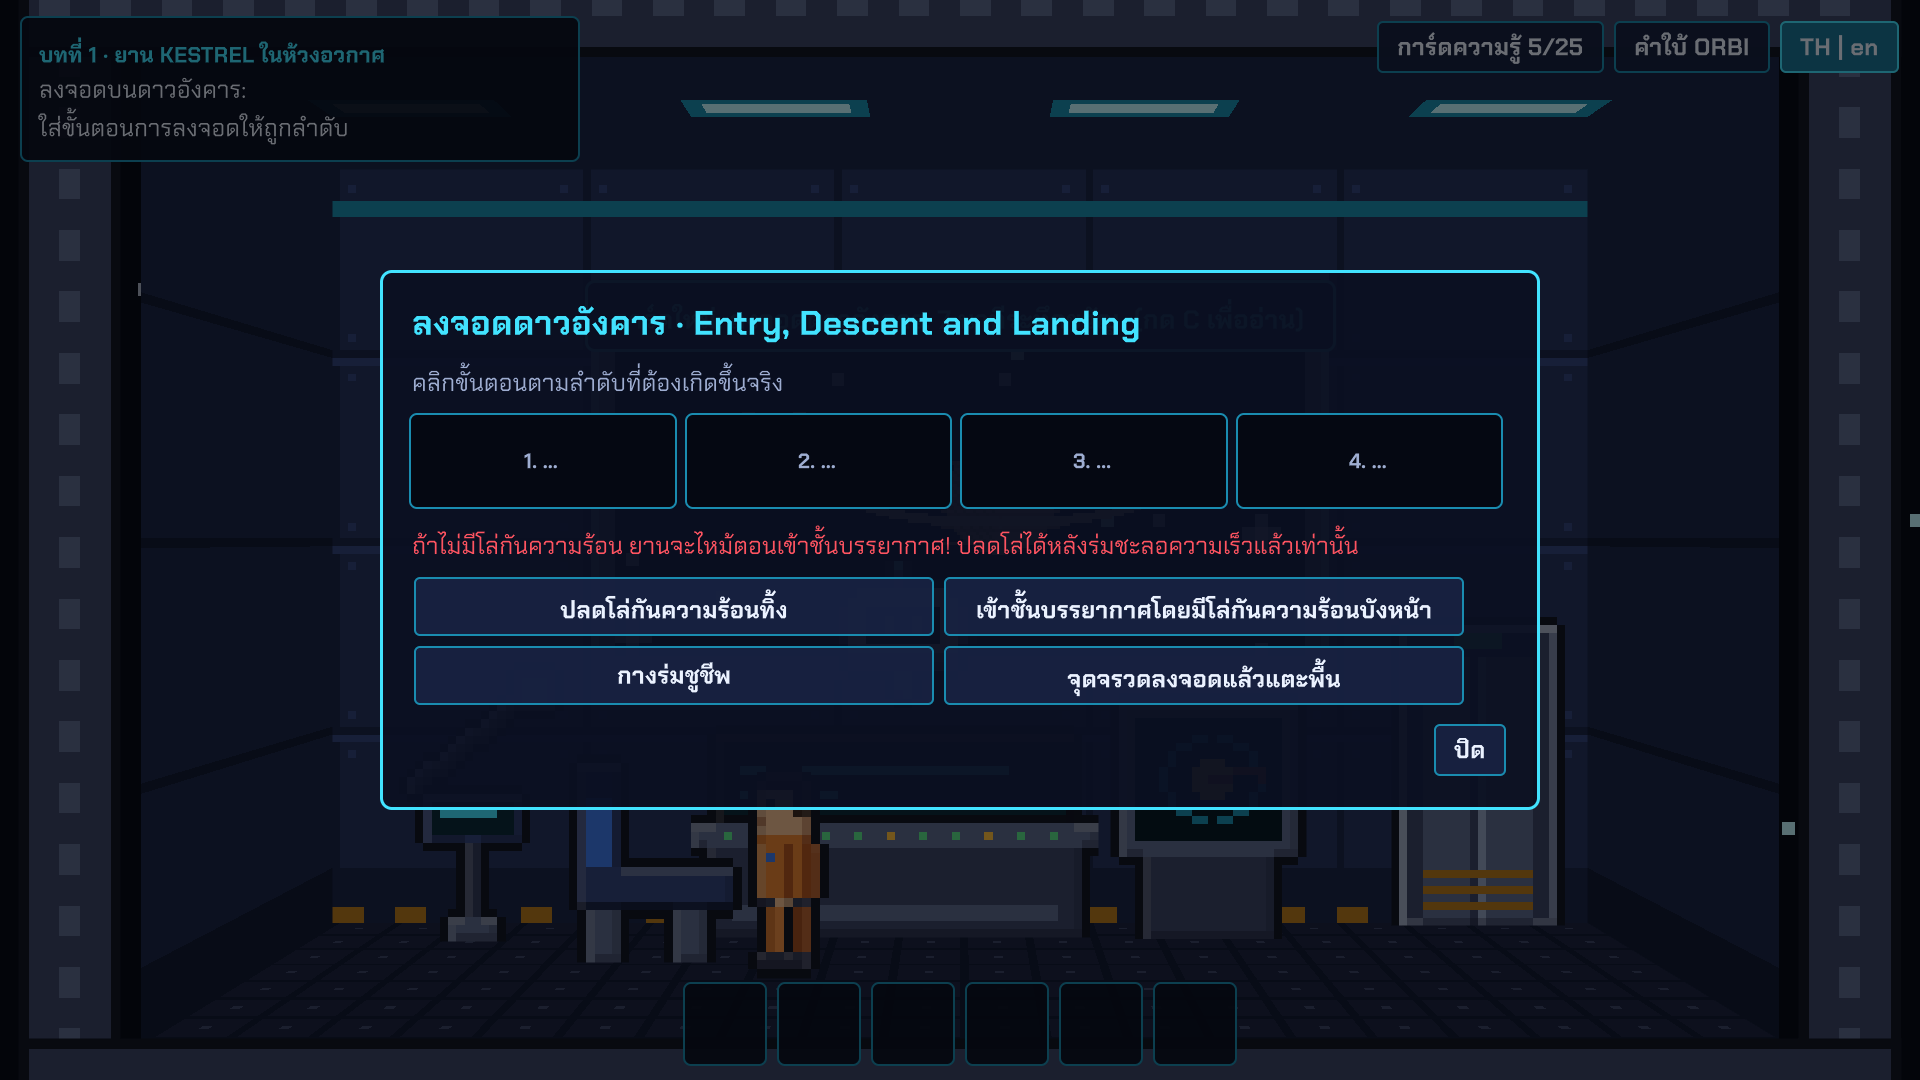 บทที่ 1 · ยาน KESTREL ในห้วงอวกาศ
ลงจอดบนดาวอังคาร:
ใส่ขั้นตอนการลงจอดให้ถูกลำดับ
การ์ดความรู้ 5/25
คำใบ้ ORBI
TH | en
ลงจอดดาวอังคาร · Entry, Descent and Landing
คลิกขั้นตอนตามลำดับที่ต้องเกิดขึ้นจริง
1. ...
2. ...
3. ...
4. ...
ถ้าไม่มีโล่กันความร้อน ยานจะไหม้ตอนเข้าชั้นบรรยากาศ! ปลดโล่ได้หลังร่มชะลอความเร็วแล้วเท่านั้น
ปลดโล่กันความร้อนทิ้ง
เข้าชั้นบรรยากาศโดยมีโล่กันความร้อนบังหน้า
กางร่มชูชีพ
จุดจรวดลงจอดแล้วแตะพื้น
ปิด